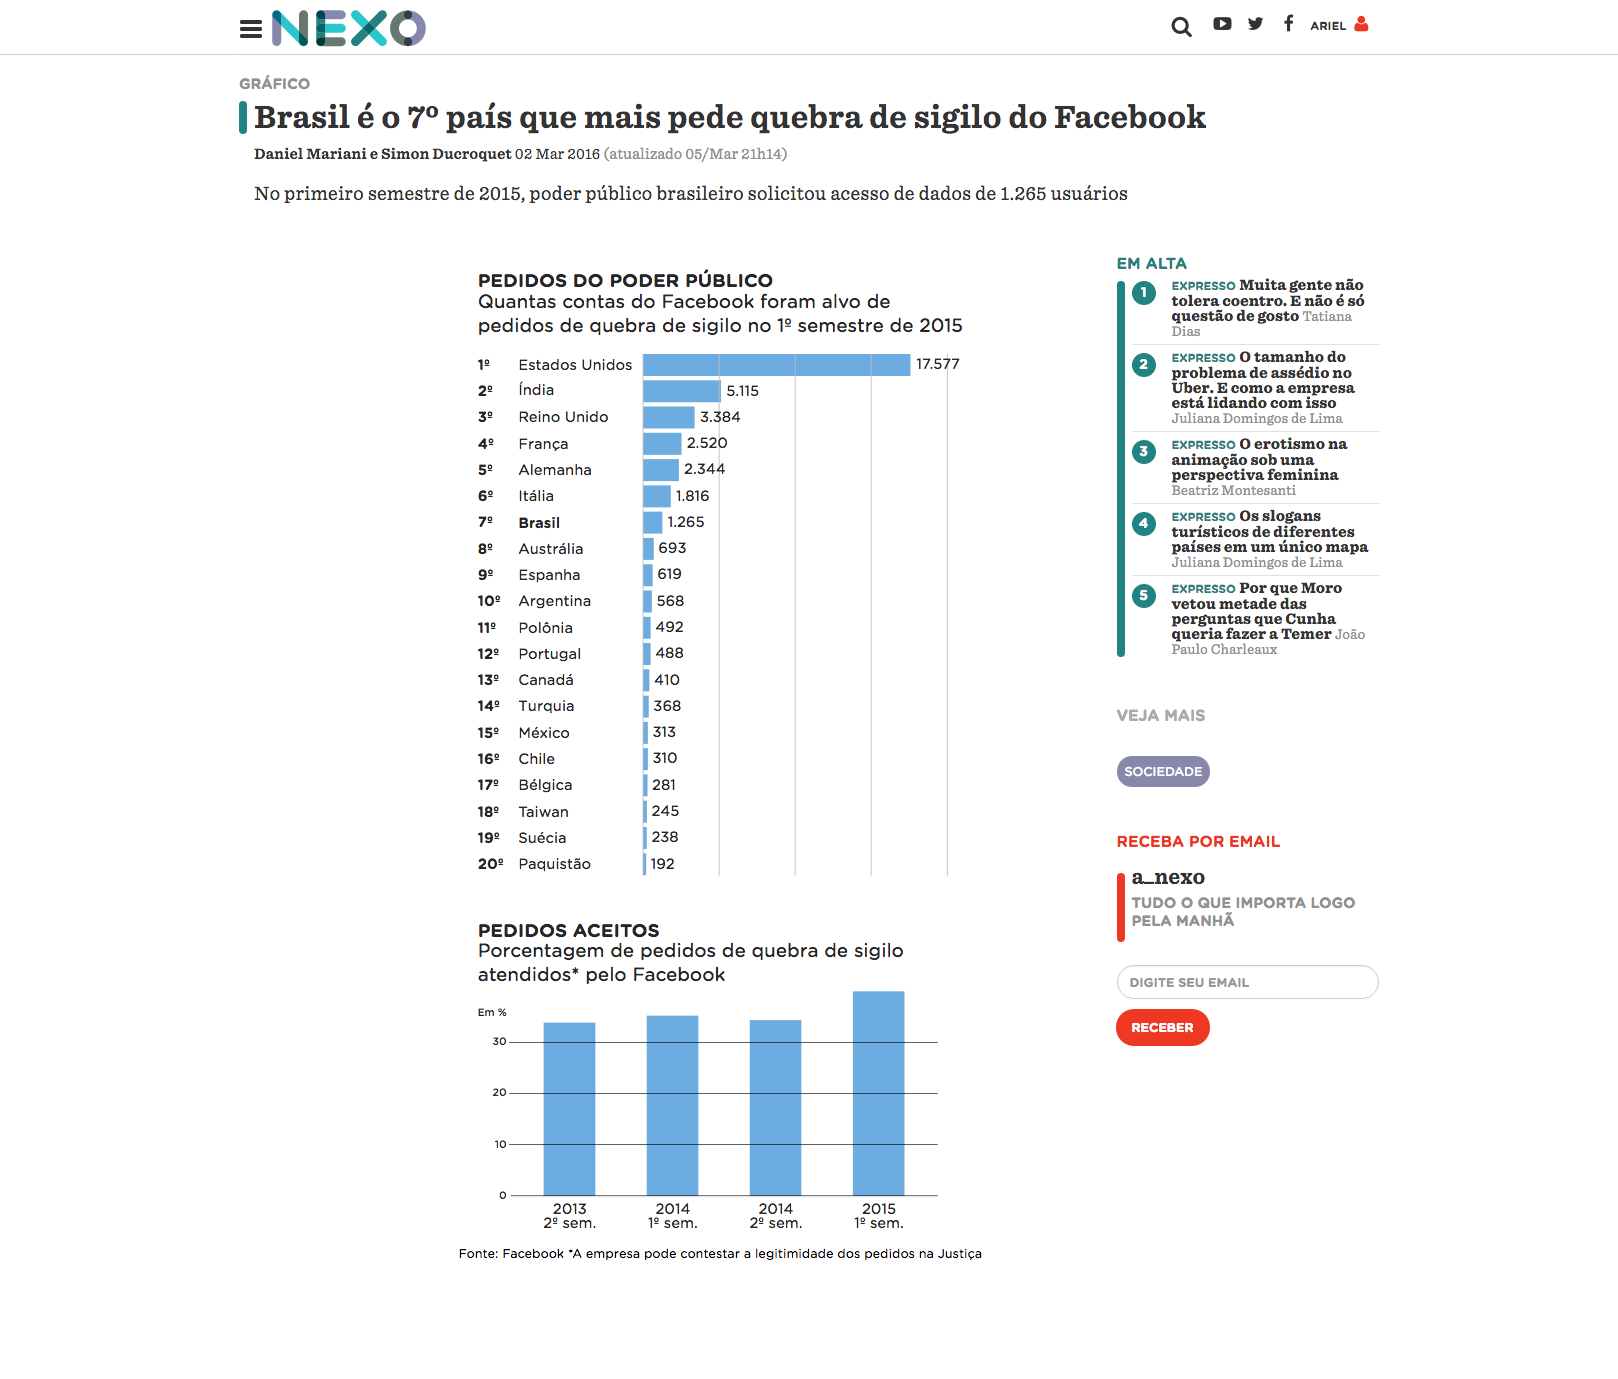 NEXO
ARIEL
GRÁFICO
Brasil é o 7º país que mais pede quebra de sigilo do Facebook
Daniel Mariani e Simon Ducroquet 02 Mar 2016 (atualizado 05/Mar 21h14)
No primeiro semestre de 2015, poder público brasileiro solicitou acesso de dados de 1.265 usuários
PEDIDOS DO PODER PÚBLICO
Quantas contas do Facebook foram alvo de
pedidos de quebra de sigilo no 1º semestre de 2015
1º Estados Unidos 17.577
2º Índia 5.115
3º Reino Unido 3.384
4º França 2.520
5º Alemanha 2.344
6º Itália 1.816
7º Brasil 1.265
8º Austrália 693
9º Espanha 619
10º Argentina 568
11º Polônia 492
12º Portugal 488
13º Canadá 410
14º Turquia 368
15º México 313
16º Chile 310
17º Bélgica 281
18º Taiwan 245
19º Suécia 238
20º Paquistão 192
PEDIDOS ACEITOS
Porcentagem de pedidos de quebra de sigilo
atendidos* pelo Facebook
Em %
30
20
10
0
2013 2014 2014 2015
2º sem. 1º sem. 2º sem. 1º sem.
Fonte: Facebook *A empresa pode contestar a legitimidade dos pedidos na Justiça
EM ALTA
1 EXPRESSO Muita gente não
tolera coentro. E não é só
questão de gosto Tatiana
Dias
2 EXPRESSO O tamanho do
problema de assédio no
Uber. E como a empresa
está lidando com isso
Juliana Domingos de Lima
3 EXPRESSO O erotismo na
animação sob uma
perspectiva feminina
Beatriz Montesanti
4 EXPRESSO Os slogans
turísticos de diferentes
países em um único mapa
Juliana Domingos de Lima
5 EXPRESSO Por que Moro
vetou metade das
perguntas que Cunha
queria fazer a Temer João
Paulo Charleaux
VEJA MAIS
SOCIEDADE
RECEBA POR EMAIL
a_nexo
TUDO O QUE IMPORTA LOGO
PELA MANHÃ
DIGITE SEU EMAIL
RECEBER